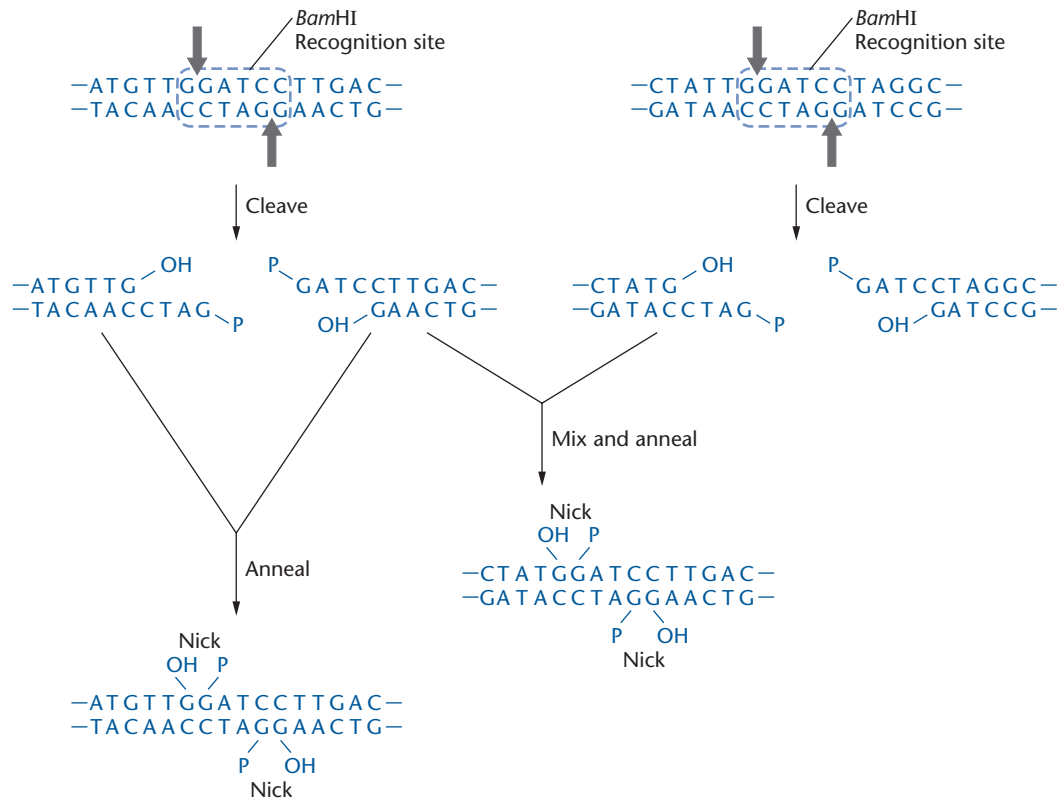 BamHI
Recognition site
—ATGTTGGATCCTTGAC—
—TACAACCTAGGAACTG—
BamHI
Recognition site
—CTATTGGATCCTAGGC—
—GATAACCTAGGATCCG—
Cleave
Cleave
OH
—ATGTTG
—TACAACCTAG
P
P
GATCCTTGAC—
OH GAACTG—
OH
—CTATG
—GATACCTAG
P
P
GATCCTAGGC—
OH GATCCG—
Mix and anneal
Nick
OH P
—CTATGGATCCTTGAC—
—GATACCTAGGAACTG—
P OH
Nick
Anneal
Nick
OH P
—ATGTTGGATCCTTGAC—
—TACAACCTAGGAACTG—
P OH
Nick